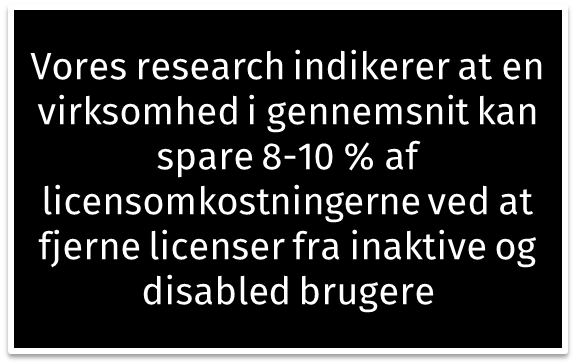 Vores research indikerer at en
virksomhed i gennemsnit kan
spare 8-10 % af
licensomkostningerne ved at
fjerne licenser fra inaktive og
disabled brugere